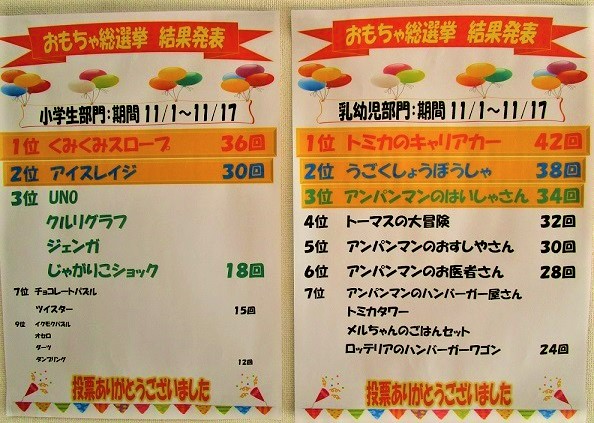 おもちゃ総選挙 結果発表
小学生部門:期間 11/1～11/17
1位 くみくみスロープ 36回
2位 アイスレイジ 30回
3位 UNO
クルリグラフ
ジェンガ
じゃがりこショック 18回
7位 チョコレートパズル
ツイスター 15回
9位 イクモクパズル
オセロ
ダーツ
タンブリング 12回
投票ありがとうございました
おもちゃ総選挙 結果発表
乳幼児部門:期間 11/1～11/17
1位 トミカのキャリアカー 42回
2位 うごくしょうぼうしゃ 38回
3位 アンパンマンのはいしゃさん 34回
4位 トーマスの大冒険 32回
5位 アンパンマンのおすしやさん 30回
6位 アンパンマンのお医者さん 28回
7位 アンパンマンのハンバーガー屋さん
トミカタワー
メルちゃんのごはんセット
ロッテリアのハンバーガーワゴン 24回
投票ありがとうございました